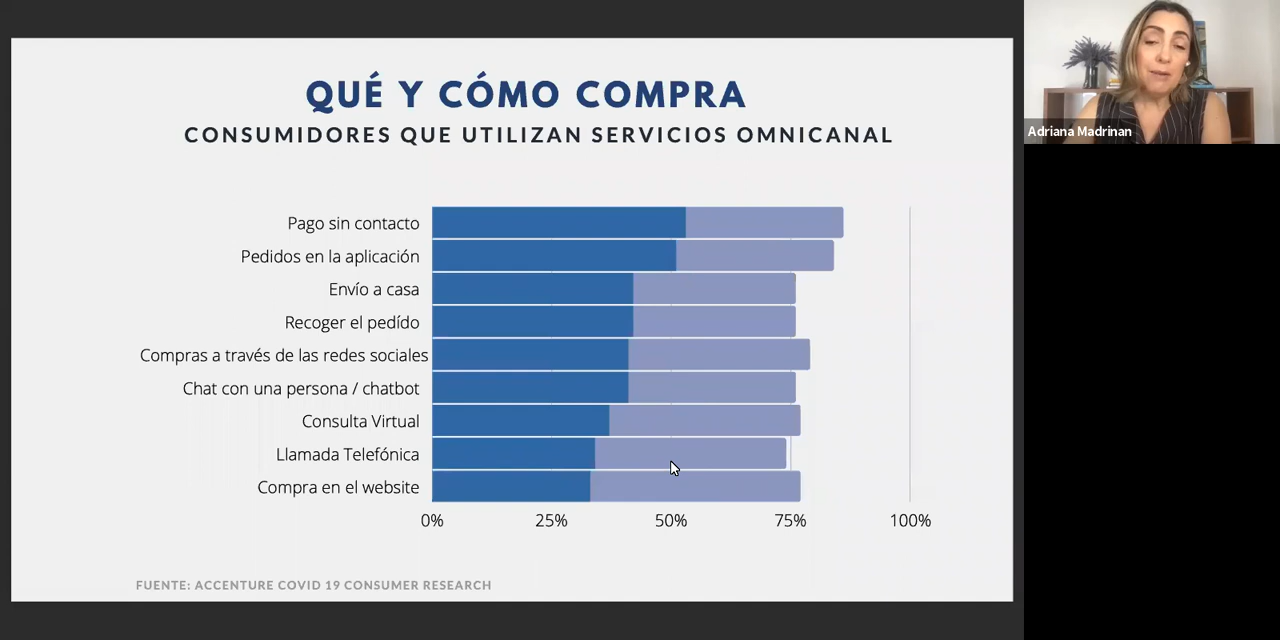 QUÉ Y CÓMO COMPRA
CONSUMIDORES QUE UTILIZAN SERVICIOS OMNICANAL
Pago sin contacto
Pedidos en la aplicación
Envío a casa
Recoger el pedído
Compras a través de las redes sociales
Chat con una persona / chatbot
Consulta Virtual
Llamada Telefónica
Compra en el website
0% 25% 50% 75% 100%
FUENTE: ACCENTURE COVID 19 CONSUMER RESEARCH
Adriana Madrinan